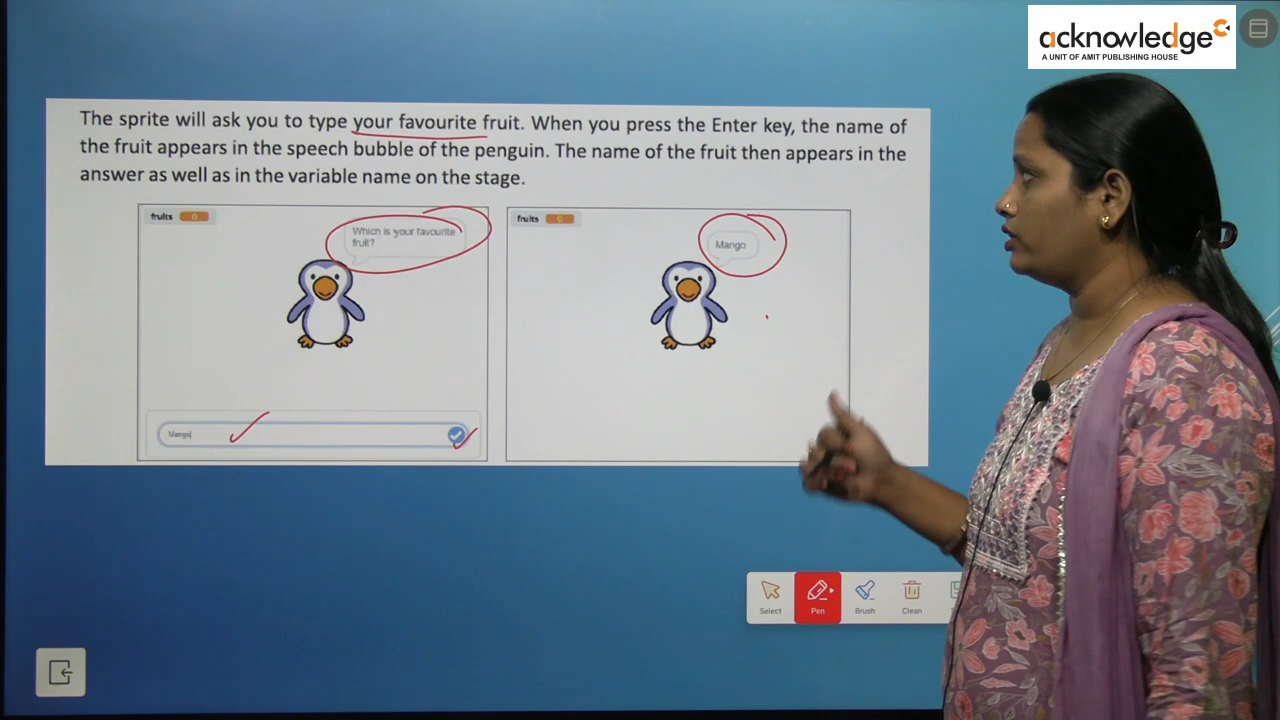 acknowledge
A UNIT OF AMIT PUBLISHING HOUSE
The sprite will ask you to type your favourite fruit. When you press the Enter key, the name of
the fruit appears in the speech bubble of the penguin. The name of the fruit then appears in the
answer as well as in the variable name on the stage.
fruits 0
Which is your favourite
fruit?
Mango
fruits 0
Mango
Select
Pen
Brush
Clean